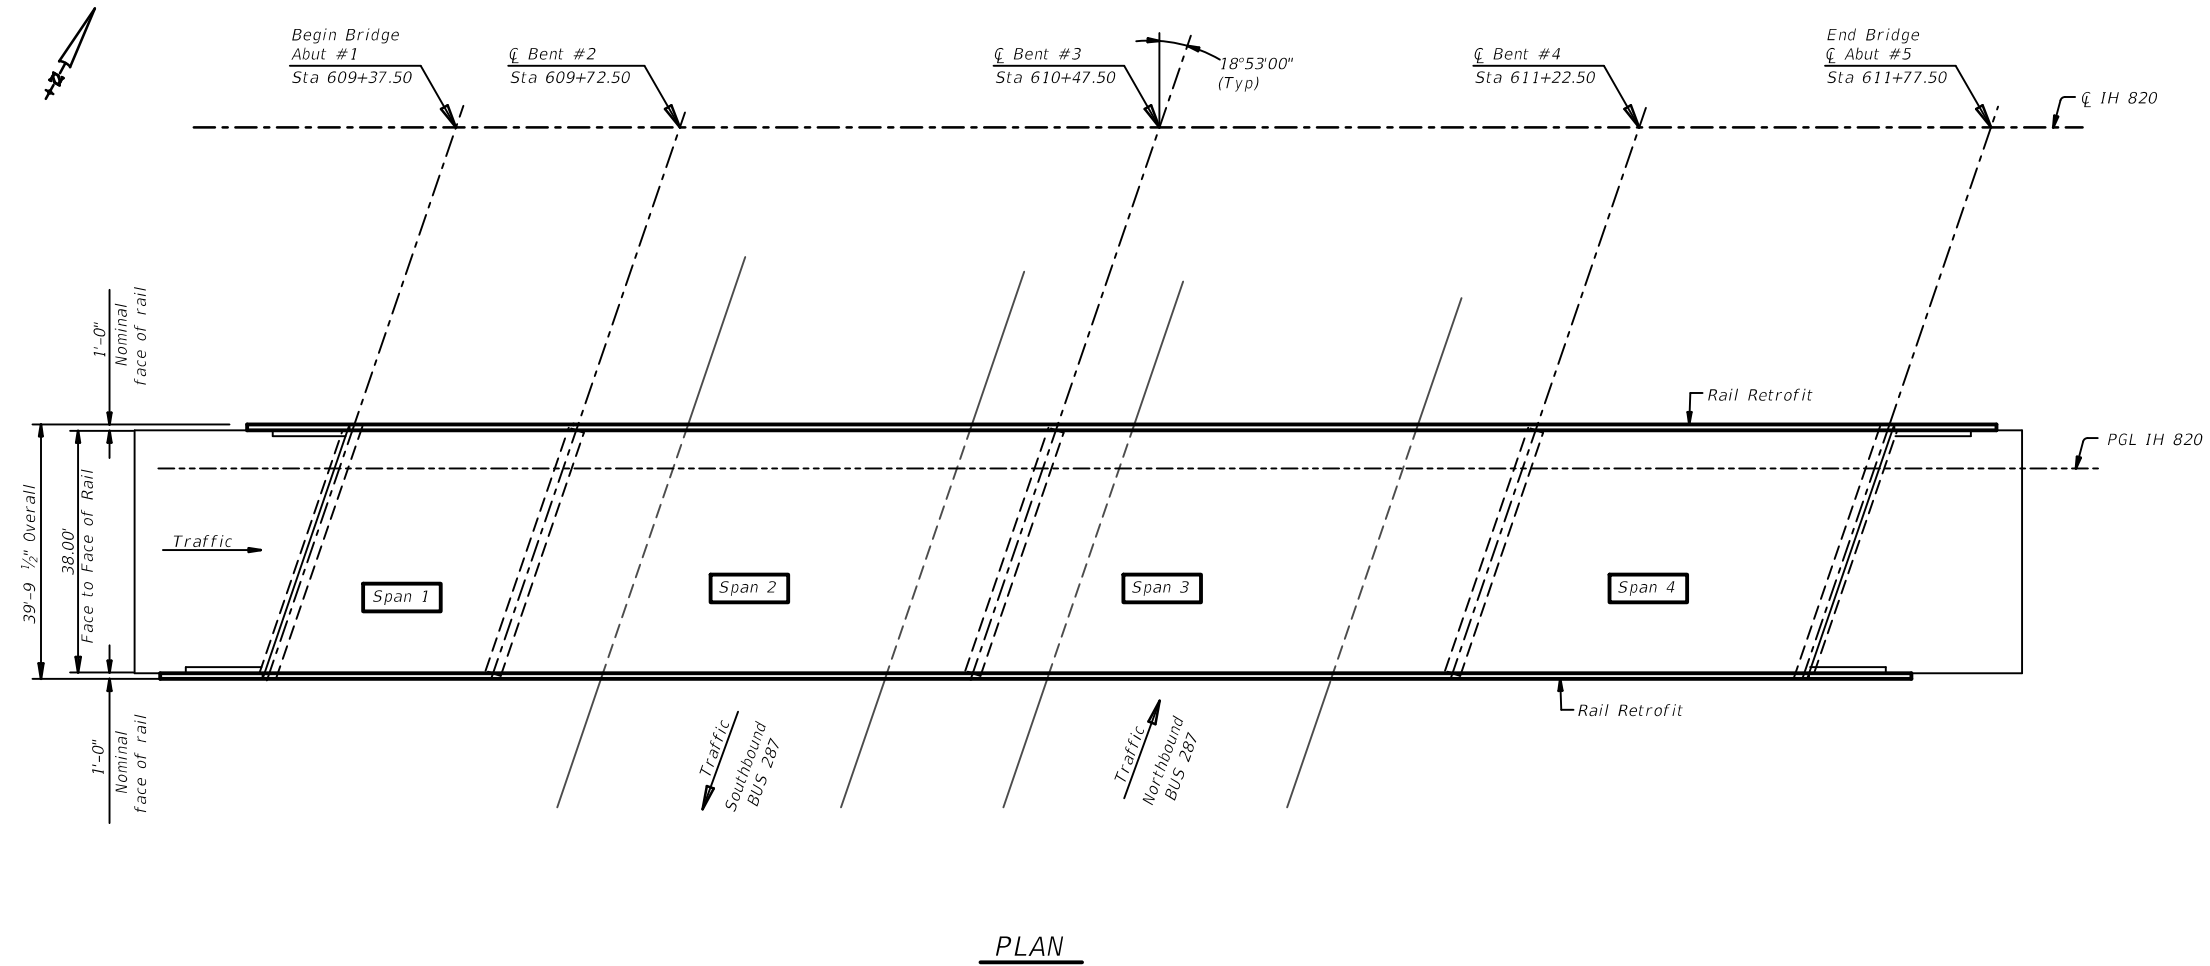 Begin Bridge
Abut #1
Sta 609+37.50
℄ Bent #2
Sta 609+72.50
℄ Bent #3
Sta 610+47.50
18°53'00"
(Typ)
℄ Bent #4
Sta 611+22.50
End Bridge
℄ Abut #5
Sta 611+77.50
℄ IH 820
N
1'-0"
Nominal
face of rail
Rail Retrofit
PGL IH 820
39'-9 ½" Overall
38.00'
Face to Face of Rail
Traffic
Span 1
Span 2
Span 3
Span 4
1'-0"
Nominal
face of rail
Traffic
Southbound
BUS 287
Traffic
Northbound
BUS 287
Rail Retrofit
PLAN